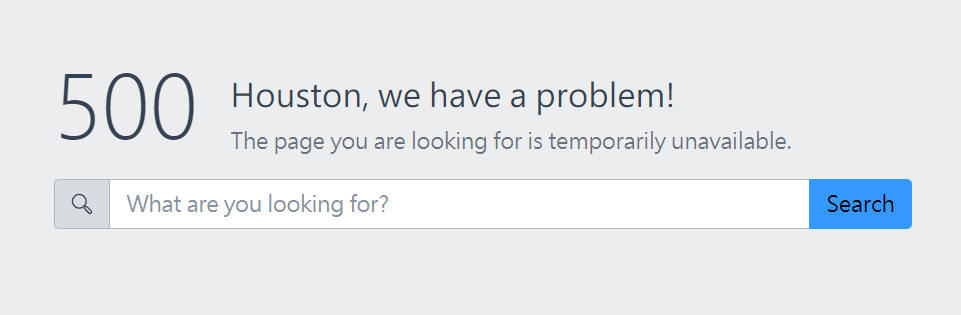 500
Houston, we have a problem!
The page you are looking for is temporarily unavailable.
What are you looking for?
Search